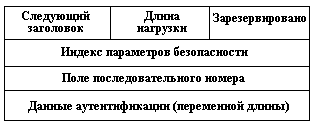 Следующий заголовок
Длина нагрузки
Зарезервировано
Индекс параметров безопасности
Поле последовательного номера
Данные аутентификации (переменной длины)